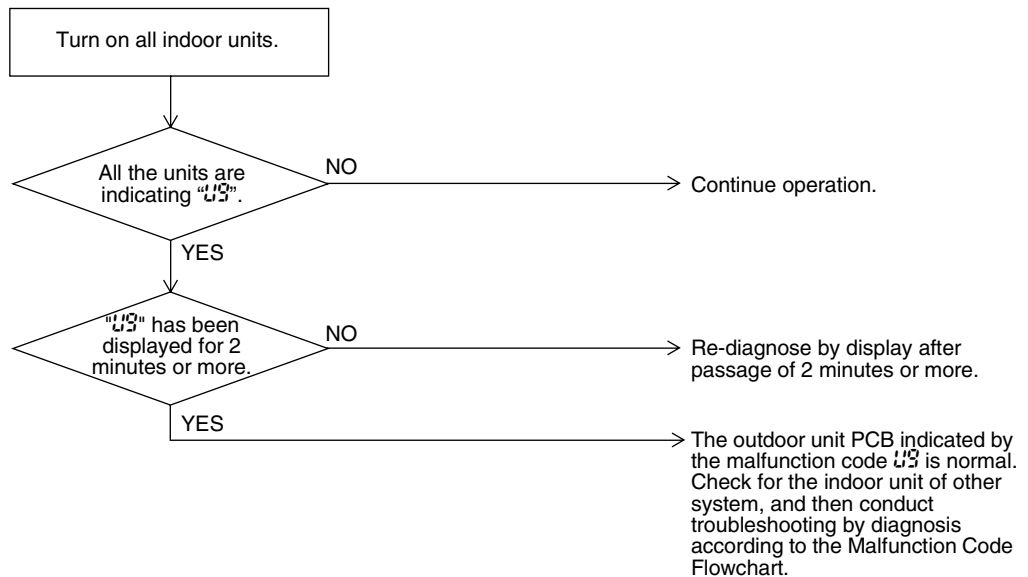 Turn on all indoor units.
All the units are
indicating “U9”.
NO
Continue operation.
YES
"U9" has been
displayed for 2
minutes or more.
NO
Re-diagnose by display after
passage of 2 minutes or more.
YES
The outdoor unit PCB indicated by
the malfunction code U9 is normal.
Check for the indoor unit of other
system, and then conduct
troubleshooting by diagnosis
according to the Malfunction Code
Flowchart.